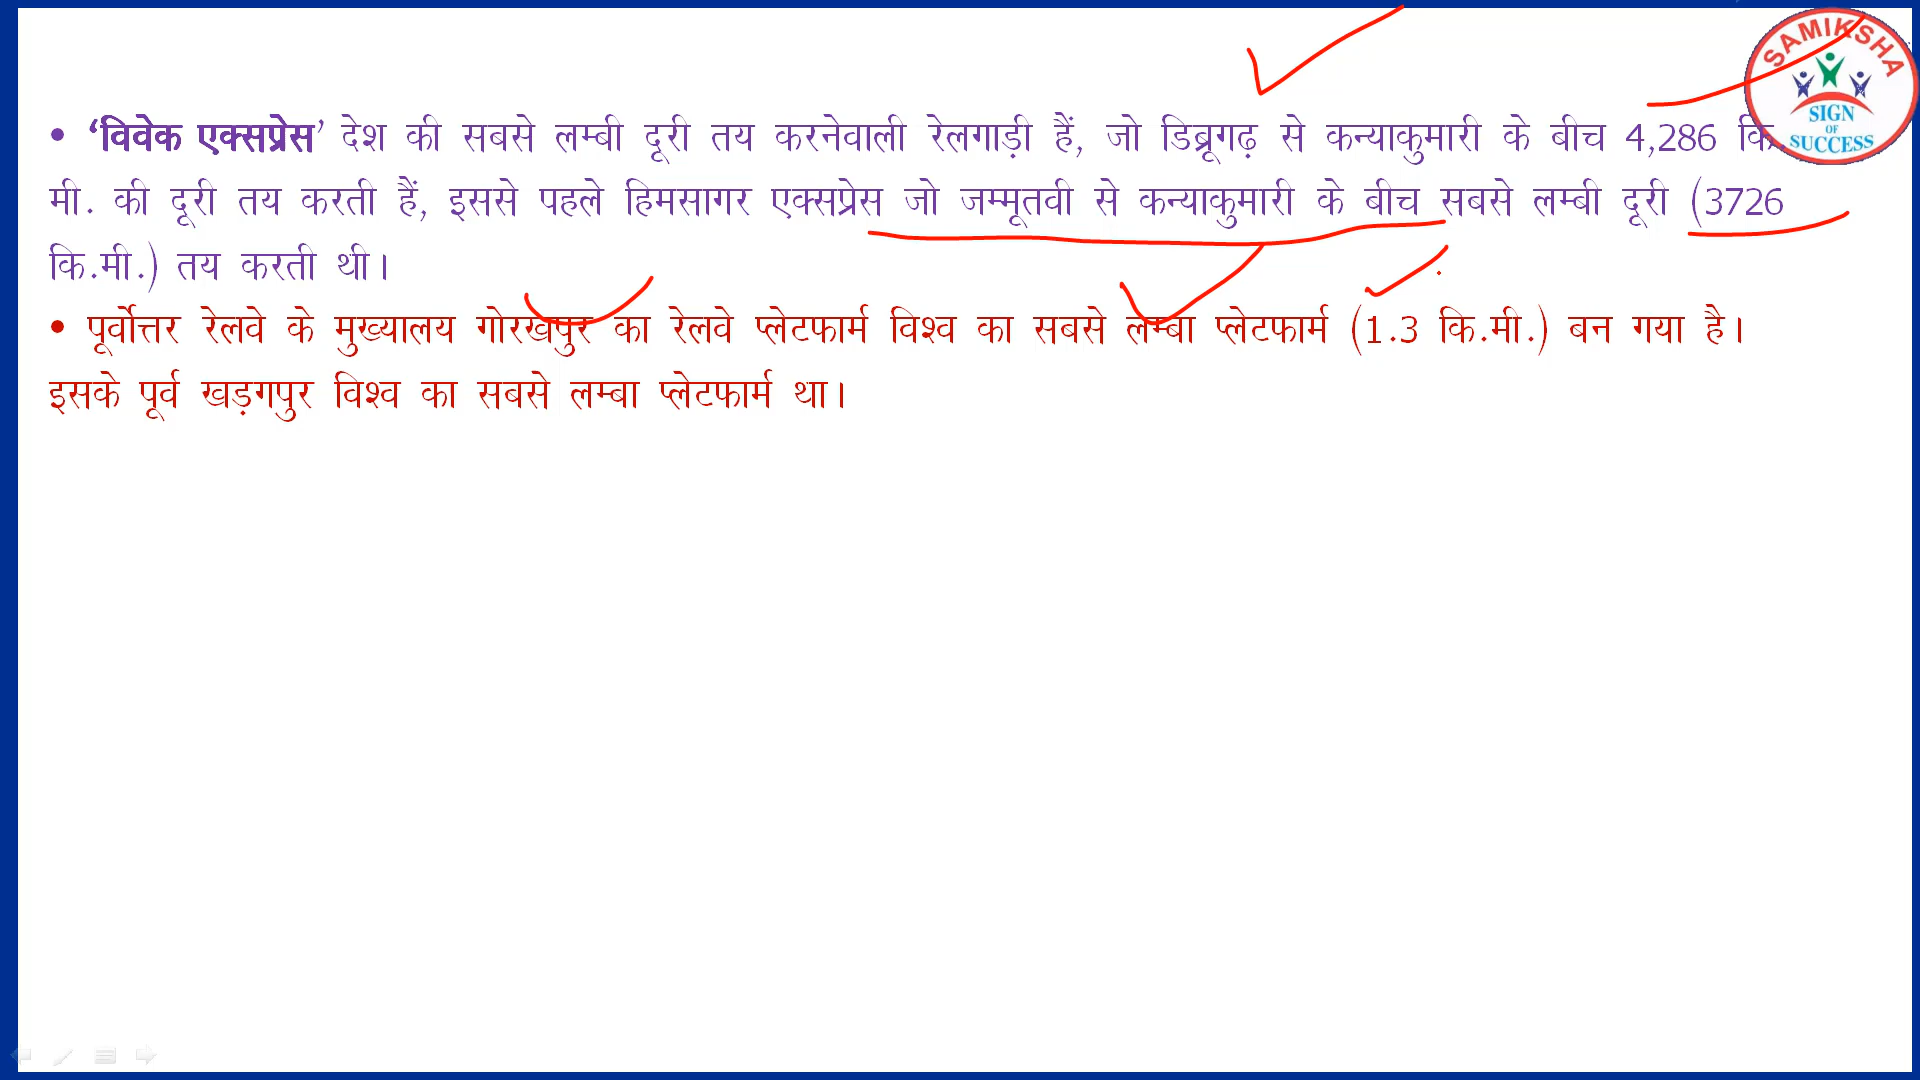 • ‘विवेक एक्सप्रेस’ देश की सबसे लम्बी दूरी तय करनेवाली रेलगाड़ी हैं, जो डिब्रूगढ़ से कन्याकुमारी के बीच 4,286 कि.
मी. की दूरी तय करती हैं, इससे पहले हिमसागर एक्सप्रेस जो जम्मूतवी से कन्याकुमारी के बीच सबसे लम्बी दूरी (3726
कि.मी.) तय करती थी।
• पूर्वोत्तर रेलवे के मुख्यालय गोरखपुर का रेलवे प्लेटफार्म विश्व का सबसे लम्बा प्लेटफार्म (1.3 कि.मी.) बन गया है।
इसके पूर्व खड़गपुर विश्व का सबसे लम्बा प्लेटफार्म था।
SAMIKSHA
SIGN
OF
SUCCESS